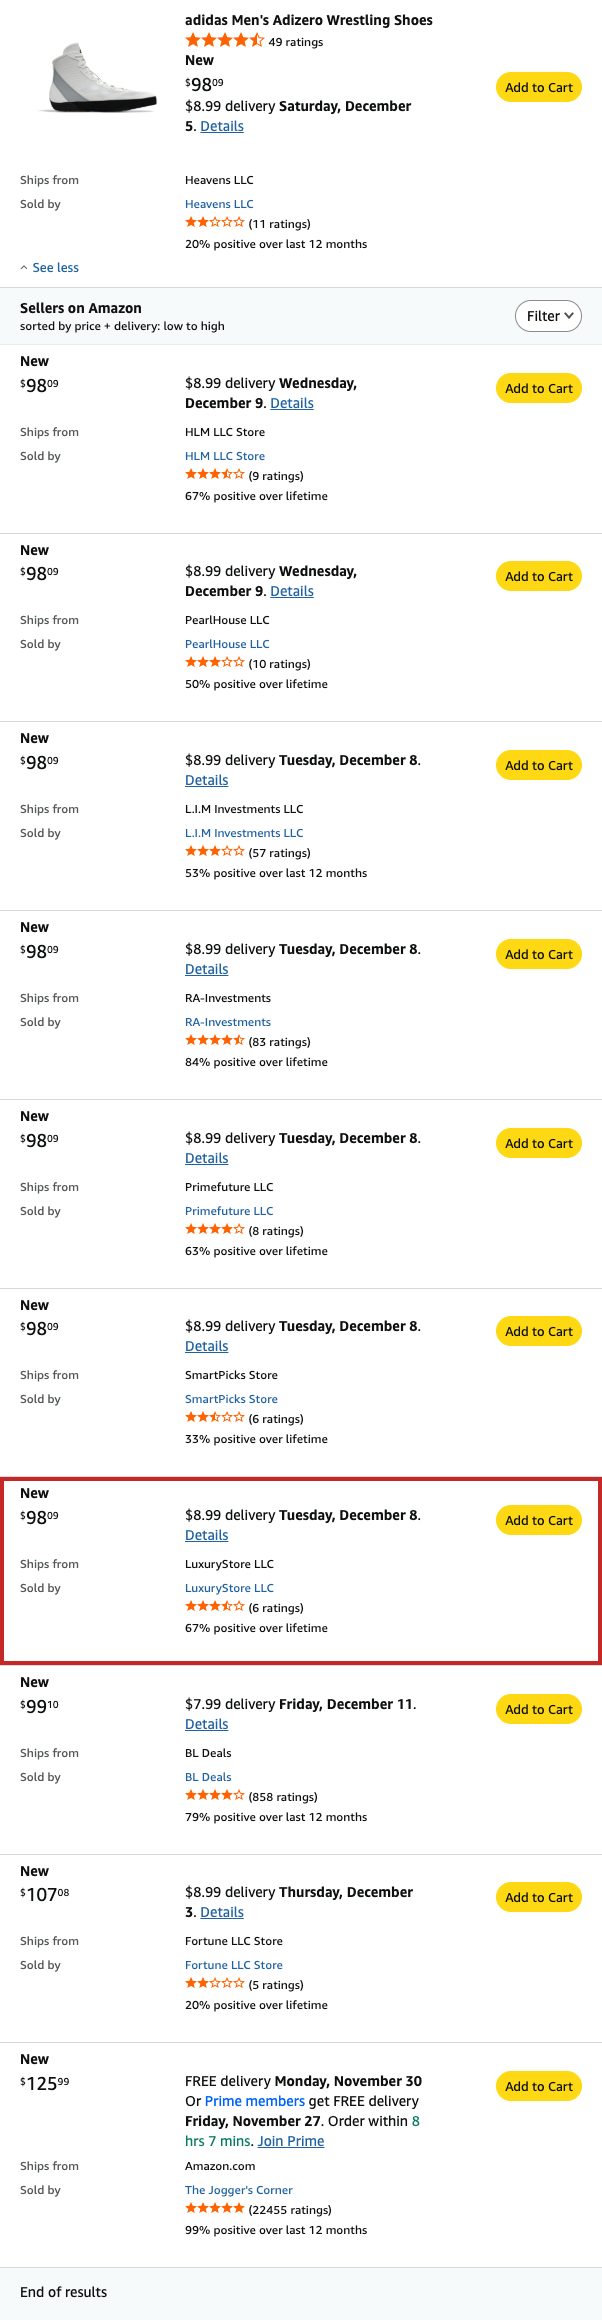 adidas Men's Adizero Wrestling Shoes
49 ratings
New
$98.09
Add to Cart
$8.99 delivery Saturday, December
5. Details
Ships from Heavens LLC
Sold by Heavens LLC
(11 ratings)
20% positive over last 12 months
See less
Sellers on Amazon
sorted by price + delivery: low to high
Filter
New
$98.09
$8.99 delivery Wednesday,
December 9. Details
Add to Cart
Ships from HLM LLC Store
Sold by HLM LLC Store
(9 ratings)
67% positive over lifetime
New
$98.09
$8.99 delivery Wednesday,
December 9. Details
Add to Cart
Ships from PearlHouse LLC
Sold by PearlHouse LLC
(10 ratings)
50% positive over lifetime
New
$98.09
$8.99 delivery Tuesday, December 8.
Details
Add to Cart
Ships from L.I.M Investments LLC
Sold by L.I.M Investments LLC
(57 ratings)
53% positive over last 12 months
New
$98.09
$8.99 delivery Tuesday, December 8.
Details
Add to Cart
Ships from RA-Investments
Sold by RA-Investments
(83 ratings)
84% positive over lifetime
New
$98.09
$8.99 delivery Tuesday, December 8.
Details
Add to Cart
Ships from Primefuture LLC
Sold by Primefuture LLC
(8 ratings)
63% positive over lifetime
New
$98.09
$8.99 delivery Tuesday, December 8.
Details
Add to Cart
Ships from SmartPicks Store
Sold by SmartPicks Store
(6 ratings)
33% positive over lifetime
New
$98.09
$8.99 delivery Tuesday, December 8.
Details
Add to Cart
Ships from LuxuryStore LLC
Sold by LuxuryStore LLC
(6 ratings)
67% positive over lifetime
New
$99.10
$7.99 delivery Friday, December 11.
Details
Add to Cart
Ships from BL Deals
Sold by BL Deals
(858 ratings)
79% positive over last 12 months
New
$107.08
$8.99 delivery Thursday, December
3. Details
Add to Cart
Ships from Fortune LLC Store
Sold by Fortune LLC Store
(5 ratings)
20% positive over lifetime
New
$125.99
FREE delivery Monday, November 30
Or Prime members get FREE delivery
Friday, November 27. Order within 8
hrs 7 mins. Join Prime
Add to Cart
Ships from Amazon.com
Sold by The Jogger's Corner
(22455 ratings)
99% positive over last 12 months
End of results